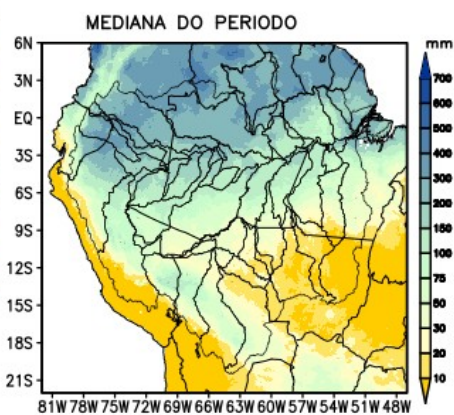 MEDIANA DO PERIODO
mm
6N
3N
EQ
3S
6S
9S
12S
15S
18S
21S
700
600
500
400
300
200
150
100
75
50
30
20
10
81W 78W 75W 72W 69W 66W 63W 60W 57W 54W 51W 48W